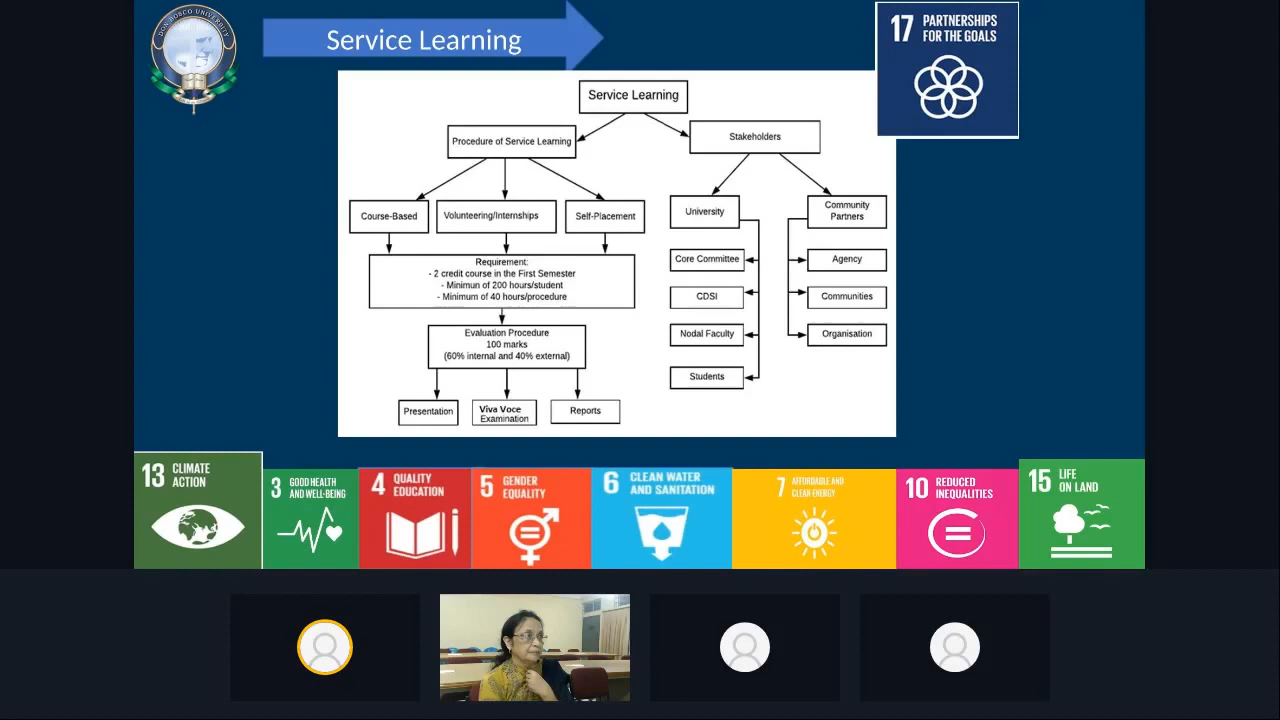 DON BOSCO UNIVERSITY
Service Learning
17 PARTNERSHIPS
FOR THE GOALS
Service Learning
Procedure of Service Learning
Stakeholders
Course-Based
Volunteering/Internships
Self-Placement
University
Community
Partners
Requirement:
- 2 credit course in the First Semester
- Minimun of 200 hours/student
- Minimum of 40 hours/procedure
Core Committee
Agency
CDSI
Communities
Nodal Faculty
Organisation
Students
Evaluation Procedure
100 marks
(60% internal and 40% external)
Presentation
Viva Voce
Examination
Reports
13 CLIMATE
ACTION
3 GOOD HEALTH
AND WELL-BEING
4 QUALITY
EDUCATION
5 GENDER
EQUALITY
6 CLEAN WATER
AND SANITATION
7 AFFORDABLE AND
CLEAN ENERGY
10 REDUCED
INEQUALITIES
15 LIFE
ON LAND